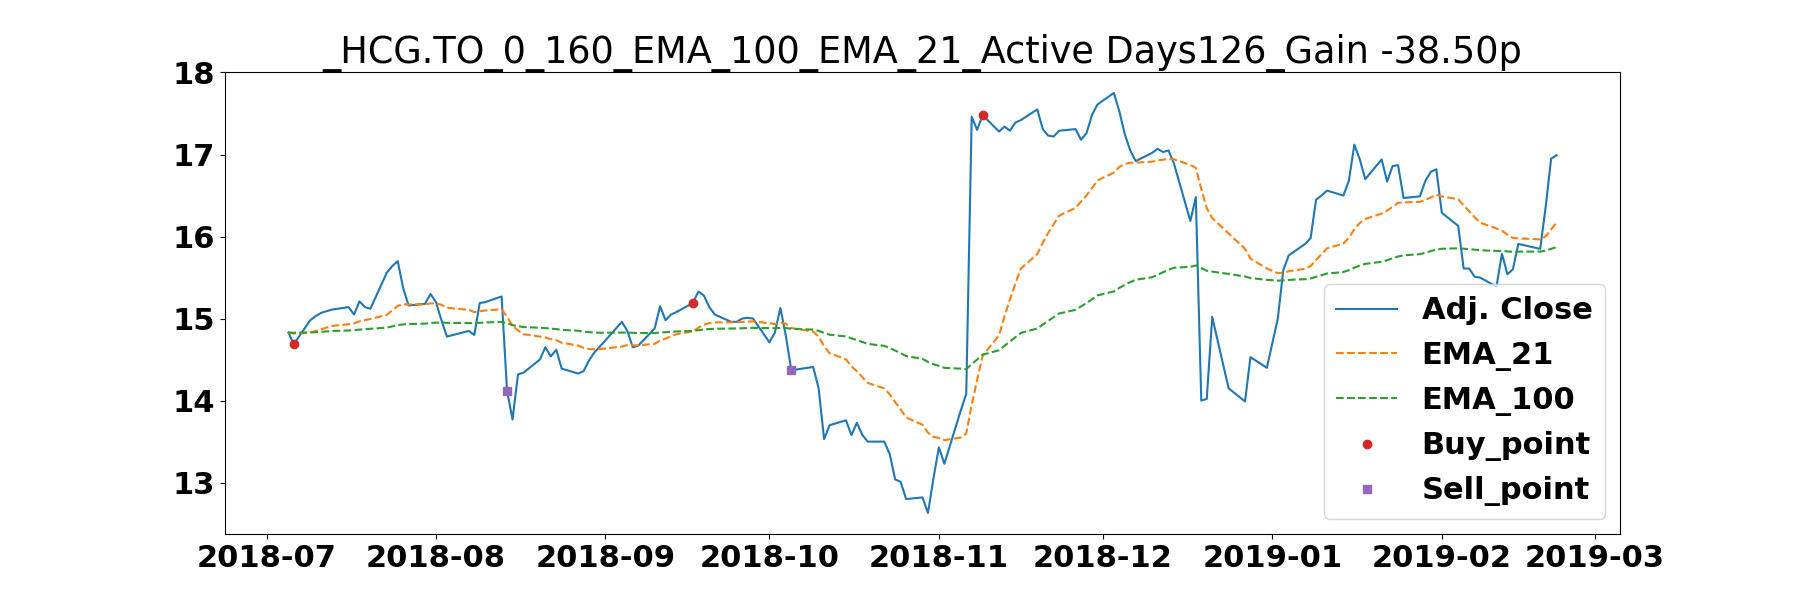 _HCG.TO_0_160_EMA_100_EMA_21_Active Days126_Gain -38.50p
18
17
16
15
14
13
2018-07 2018-08 2018-09 2018-10 2018-11 2018-12 2019-01 2019-02 2019-03
Adj. Close
EMA_21
EMA_100
Buy_point
Sell_point